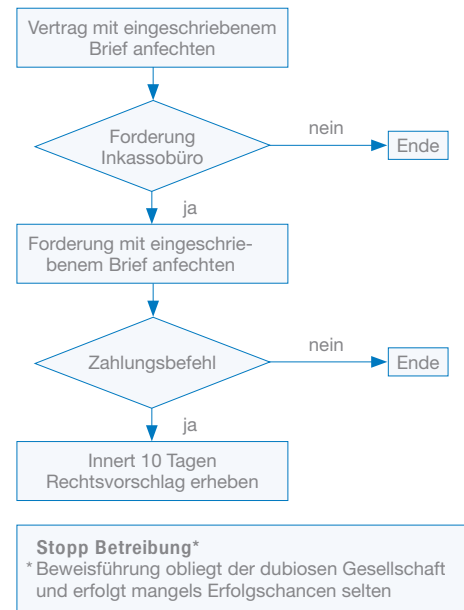 Vertrag mit eingeschriebenem
Brief anfechten
Forderung
Inkassobüro
nein
Ende
ja
Forderung mit eingeschrie-
benem Brief anfechten
Zahlungsbefehl
nein
Ende
ja
Innert 10 Tagen
Rechtsvorschlag erheben
Stopp Betreibung*
* Beweisführung obliegt der dubiosen Gesellschaft
und erfolgt mangels Erfolgschancen selten